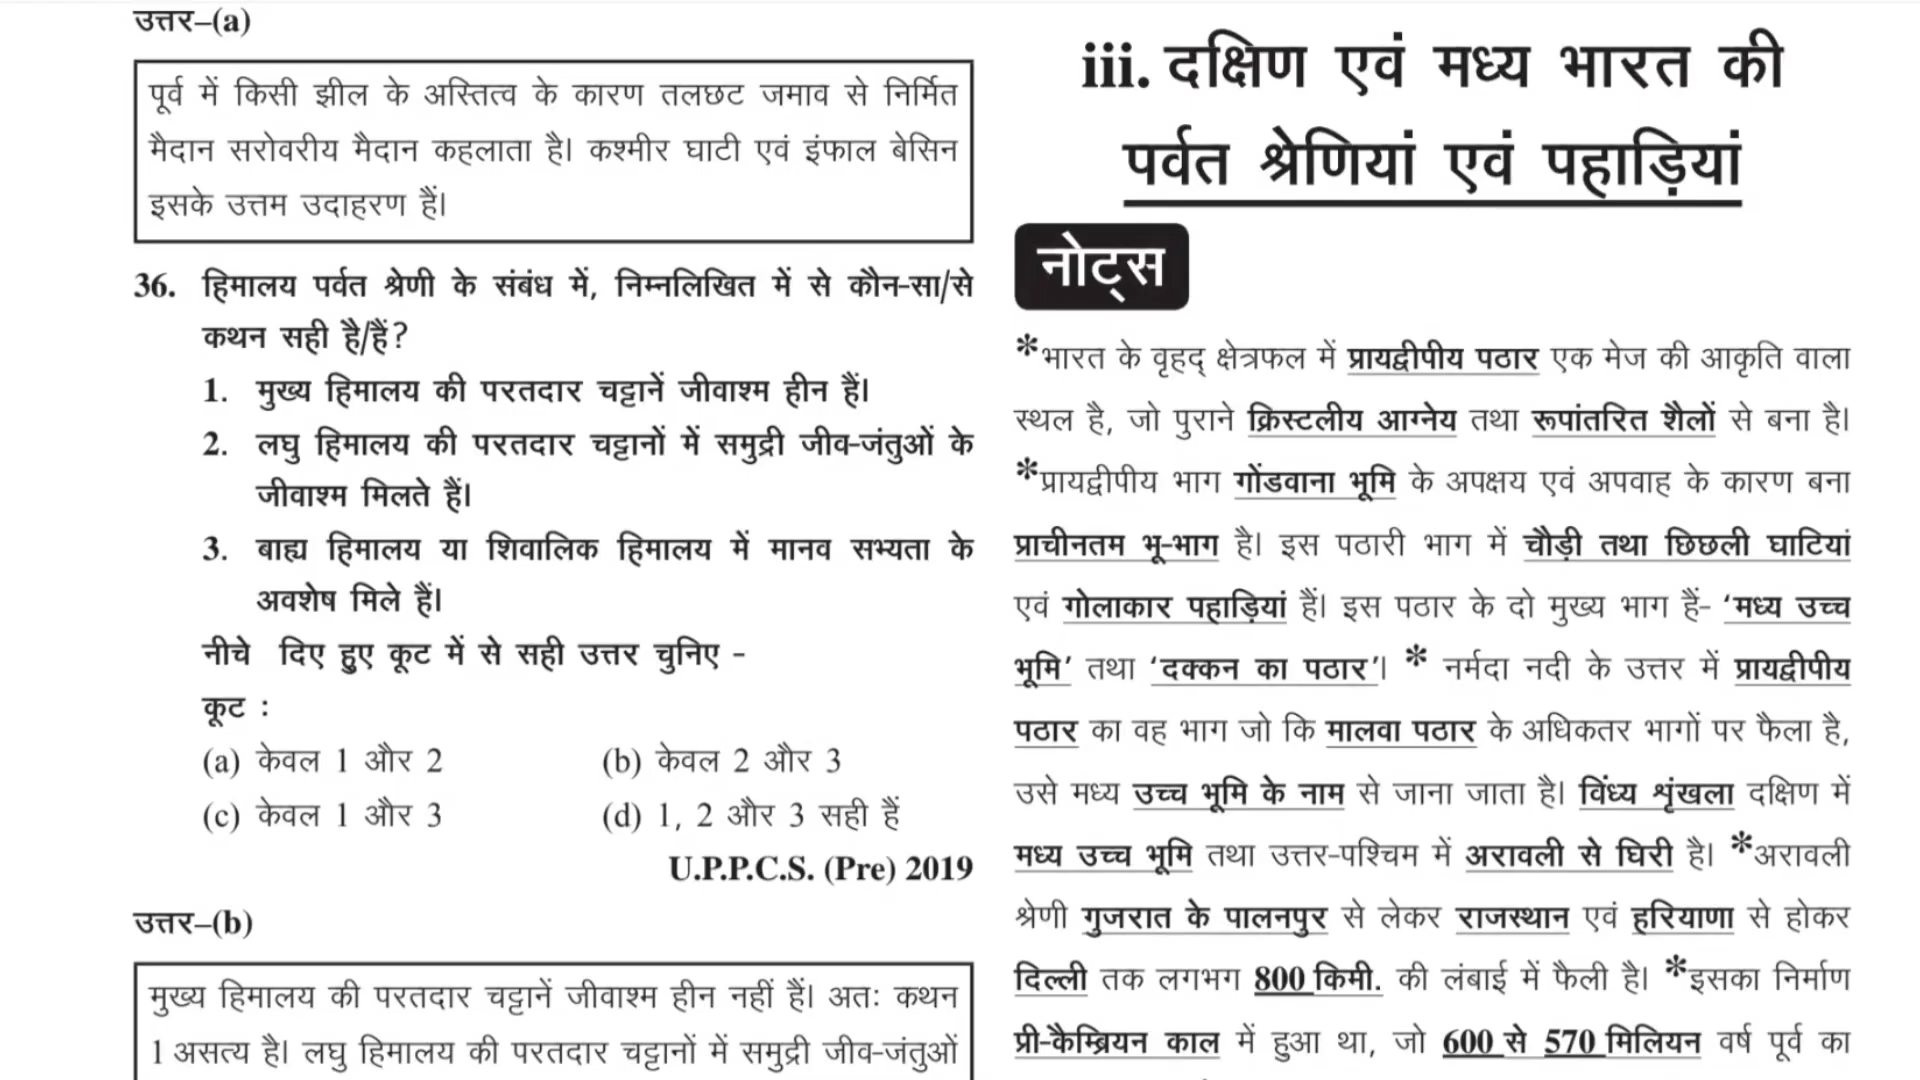 उत्तर–(a)
पूर्व में किसी झील के अस्तित्व के कारण तलछट जमाव से निर्मित
मैदान सरोवरीय मैदान कहलाता है। कश्मीर घाटी एवं इंफाल बेसिन
इसके उत्तम उदाहरण हैं।
36. हिमालय पर्वत श्रेणी के संबंध में, निम्नलिखित में से कौन-सा/से
कथन सही है/हैं?
1. मुख्य हिमालय की परतदार चट्टानें जीवाश्म हीन हैं।
2. लघु हिमालय की परतदार चट्टानों में समुद्री जीव-जंतुओं के
जीवाश्म मिलते हैं।
3. बाह्य हिमालय या शिवालिक हिमालय में मानव सभ्यता के
अवशेष मिले हैं।
नीचे दिए हुए कूट में से सही उत्तर चुनिए -
कूट :
(a) केवल 1 और 2 (b) केवल 2 और 3
(c) केवल 1 और 3 (d) 1, 2 और 3 सही हैं
U.P.P.C.S. (Pre) 2019
उत्तर–(b)
मुख्य हिमालय की परतदार चट्टानें जीवाश्म हीन नहीं हैं। अतः कथन
1 असत्य है। लघु हिमालय की परतदार चट्टानों में समुद्री जीव-जंतुओं
iii. दक्षिण एवं मध्य भारत की
पर्वत श्रेणियां एवं पहाड़ियां
नोट्स
*भारत के वृहद् क्षेत्रफल में प्रायद्वीपीय पठार एक मेज की आकृति वाला
स्थल है, जो पुराने क्रिस्टलीय आग्नेय तथा रूपांतरित शैलों से बना है।
*प्रायद्वीपीय भाग गोंडवाना भूमि के अपक्षय एवं अपवाह के कारण बना
प्राचीनतम भू-भाग है। इस पठारी भाग में चौड़ी तथा छिछली घाटियां
एवं गोलाकार पहाड़ियां हैं। इस पठार के दो मुख्य भाग हैं- ‘मध्य उच्च
भूमि’ तथा ‘दक्कन का पठार’। * नर्मदा नदी के उत्तर में प्रायद्वीपीय
पठार का वह भाग जो कि मालवा पठार के अधिकतर भागों पर फैला है,
उसे मध्य उच्च भूमि के नाम से जाना जाता है। विंध्य शृंखला दक्षिण में
मध्य उच्च भूमि तथा उत्तर-पश्चिम में अरावली से घिरी है। *अरावली
श्रेणी गुजरात के पालनपुर से लेकर राजस्थान एवं हरियाणा से होकर
दिल्ली तक लगभग 800 किमी. की लंबाई में फैली है। *इसका निर्माण
प्री-कैम्ब्रियन काल में हुआ था, जो 600 से 570 मिलियन वर्ष पूर्व का